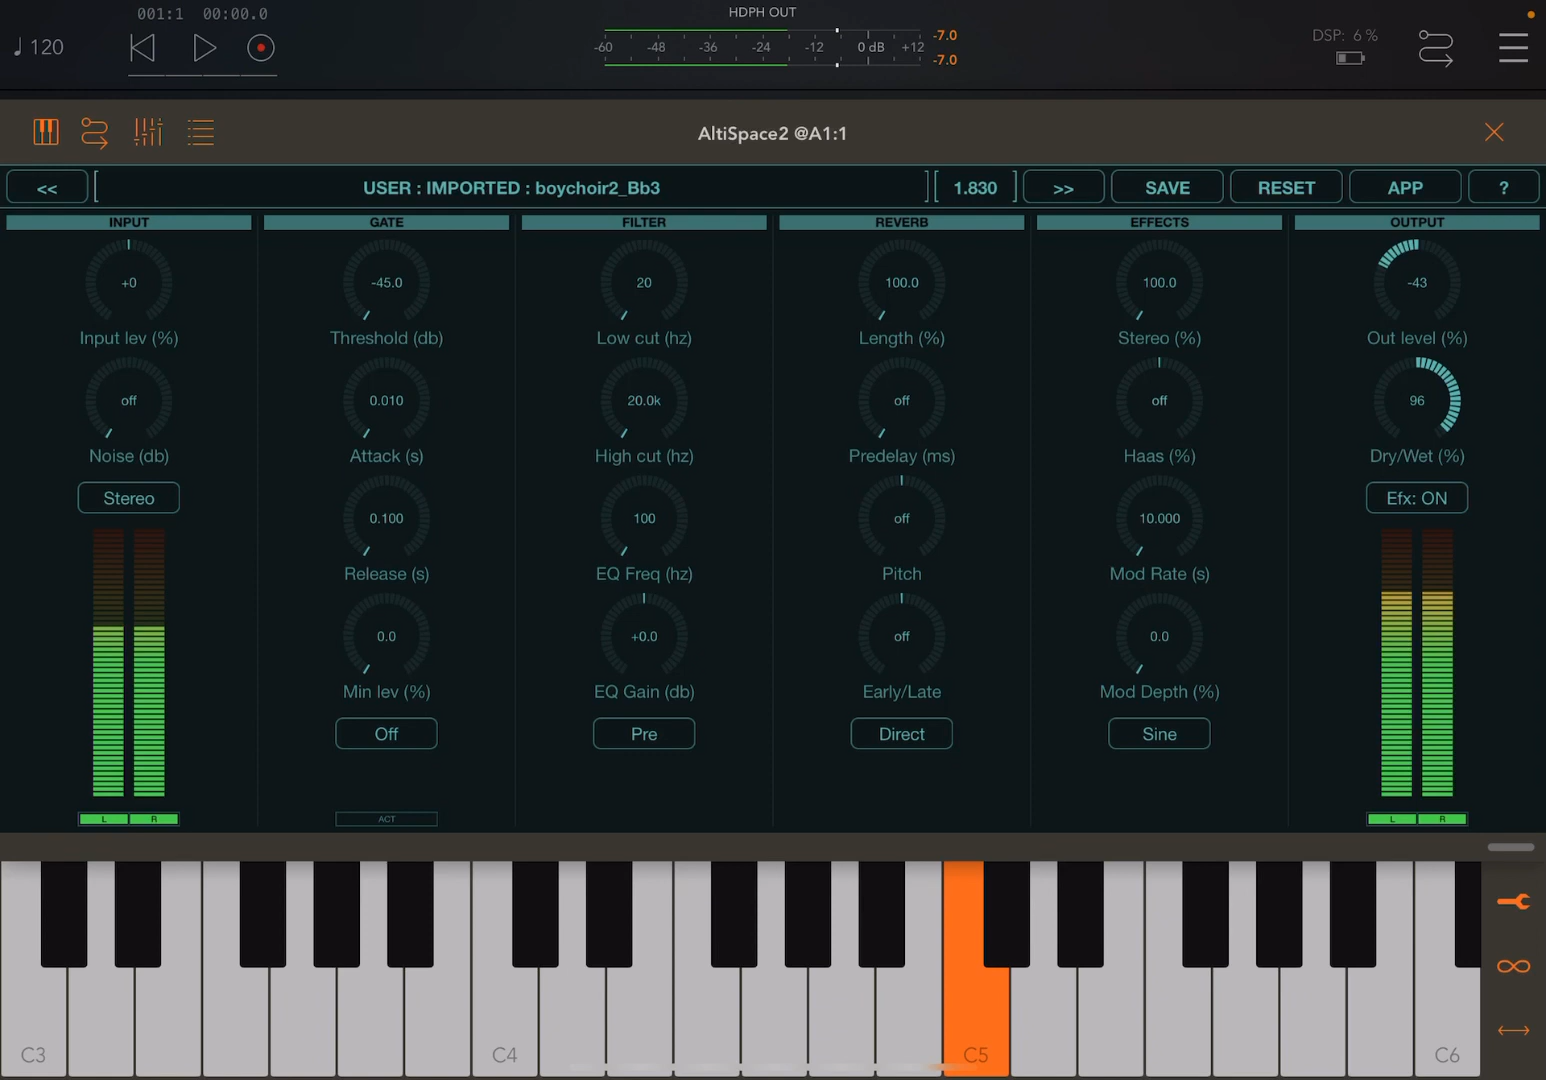 001:1 00:00.0
HDPH OUT
♩ 120
-60 -48 -36 -24 -12 0 dB +12
-7.0
-7.0
DSP: 6 %
AltiSpace2 @A1:1
<< [ USER : IMPORTED : boychoir2_Bb3 ] [ 1.830 ] >> SAVE RESET APP ?
INPUT GATE FILTER REVERB EFFECTS OUTPUT
+0 -45.0 20 100.0 100.0 -43
Input lev (%) Threshold (db) Low cut (hz) Length (%) Stereo (%) Out level (%)
off 0.010 20.0k off off 96
Noise (db) Attack (s) High cut (hz) Predelay (ms) Haas (%) Dry/Wet (%)
Stereo Efx: ON
0.100 100 off 10.000
Release (s) EQ Freq (hz) Pitch Mod Rate (s)
0.0 +0.0 off 0.0
Min lev (%) EQ Gain (db) Early/Late Mod Depth (%)
Off Pre Direct Sine
L R ACT L R
C3 C4 C5 C6